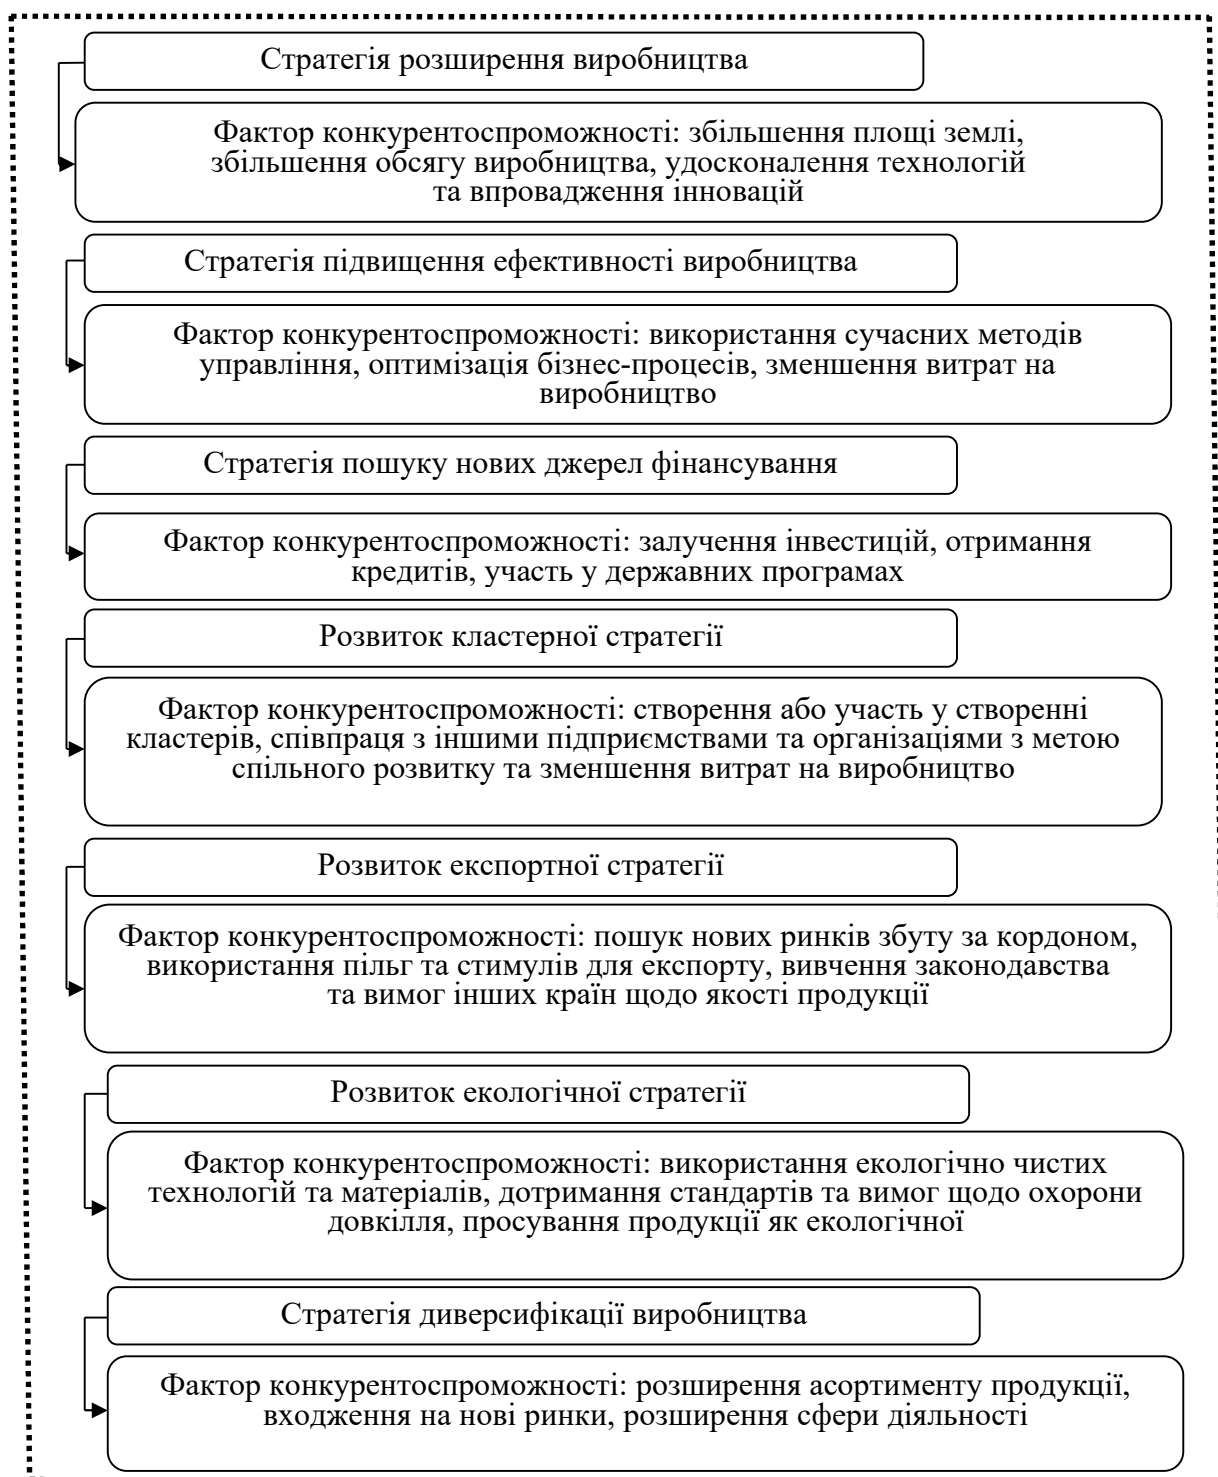 Стратегія розширення виробництва
Фактор конкурентоспроможності: збільшення площі землі,
збільшення обсягу виробництва, удосконалення технологій
та впровадження інновацій
Стратегія підвищення ефективності виробництва
Фактор конкурентоспроможності: використання сучасних методів
управління, оптимізація бізнес-процесів, зменшення витрат на
виробництво
Стратегія пошуку нових джерел фінансування
Фактор конкурентоспроможності: залучення інвестицій, отримання
кредитів, участь у державних програмах
Розвиток кластерної стратегії
Фактор конкурентоспроможності: створення або участь у створенні
кластерів, співпраця з іншими підприємствами та організаціями з метою
спільного розвитку та зменшення витрат на виробництво
Розвиток експортної стратегії
Фактор конкурентоспроможності: пошук нових ринків збуту за кордоном,
використання пільг та стимулів для експорту, вивчення законодавства
та вимог інших країн щодо якості продукції
Розвиток екологічної стратегії
Фактор конкурентоспроможності: використання екологічно чистих
технологій та матеріалів, дотримання стандартів та вимог щодо охорони
довкілля, просування продукції як екологічної
Стратегія диверсифікації виробництва
Фактор конкурентоспроможності: розширення асортименту продукції,
входження на нові ринки, розширення сфери діяльності